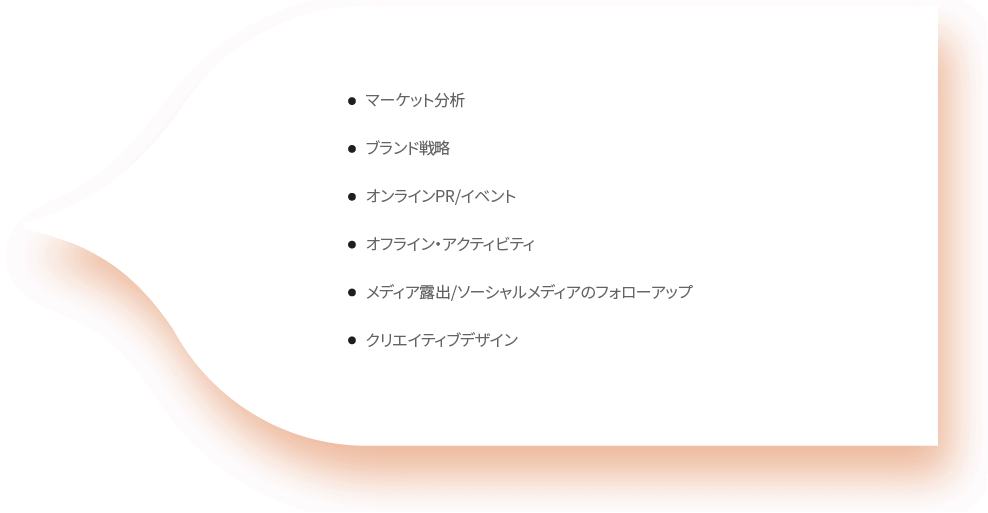 ● マーケット分析
● ブランド戦略
● オンラインPR/イベント
● オフライン・アクティビティ
● メディア露出/ソーシャルメディアのフォローアップ
● クリエイティブデザイン